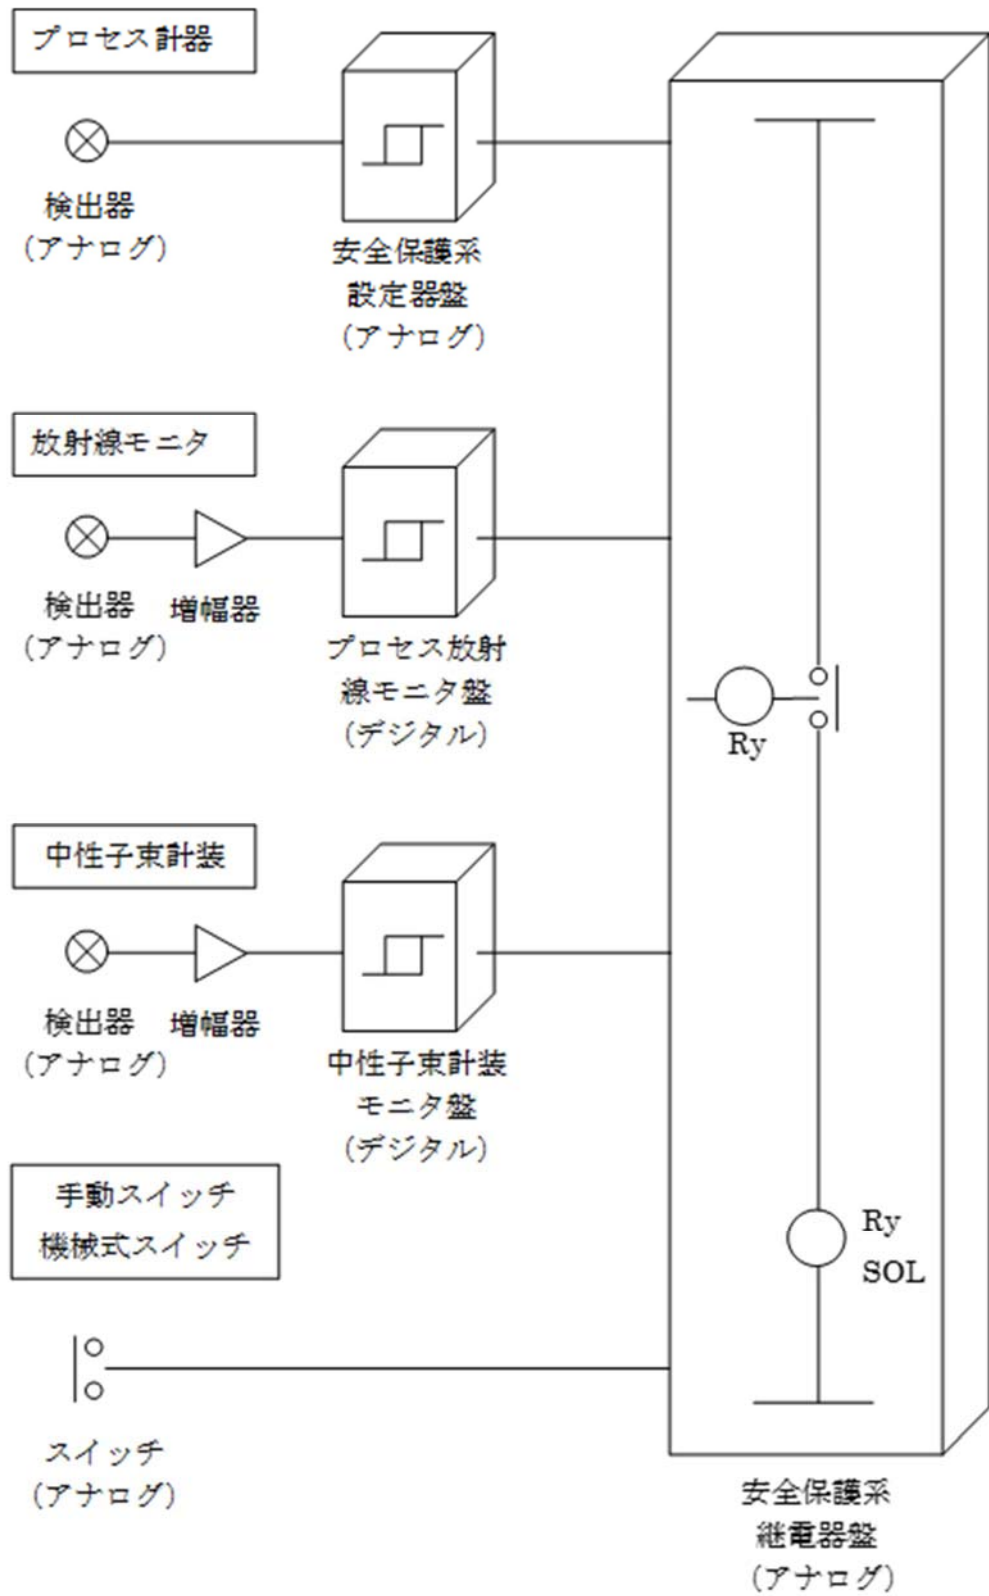 プロセス計器
検出器
(アナログ)
安全保護系
設定器盤
(アナログ)
放射線モニタ
検出器
(アナログ)
増幅器
プロセス放射
線モニタ盤
(デジタル)
中性子束計装
検出器
(アナログ)
増幅器
中性子束計装
モニタ盤
(デジタル)
手動スイッチ
機械式スイッチ
スイッチ
(アナログ)
Ry
Ry
SOL
安全保護系
継電器盤
(アナログ)